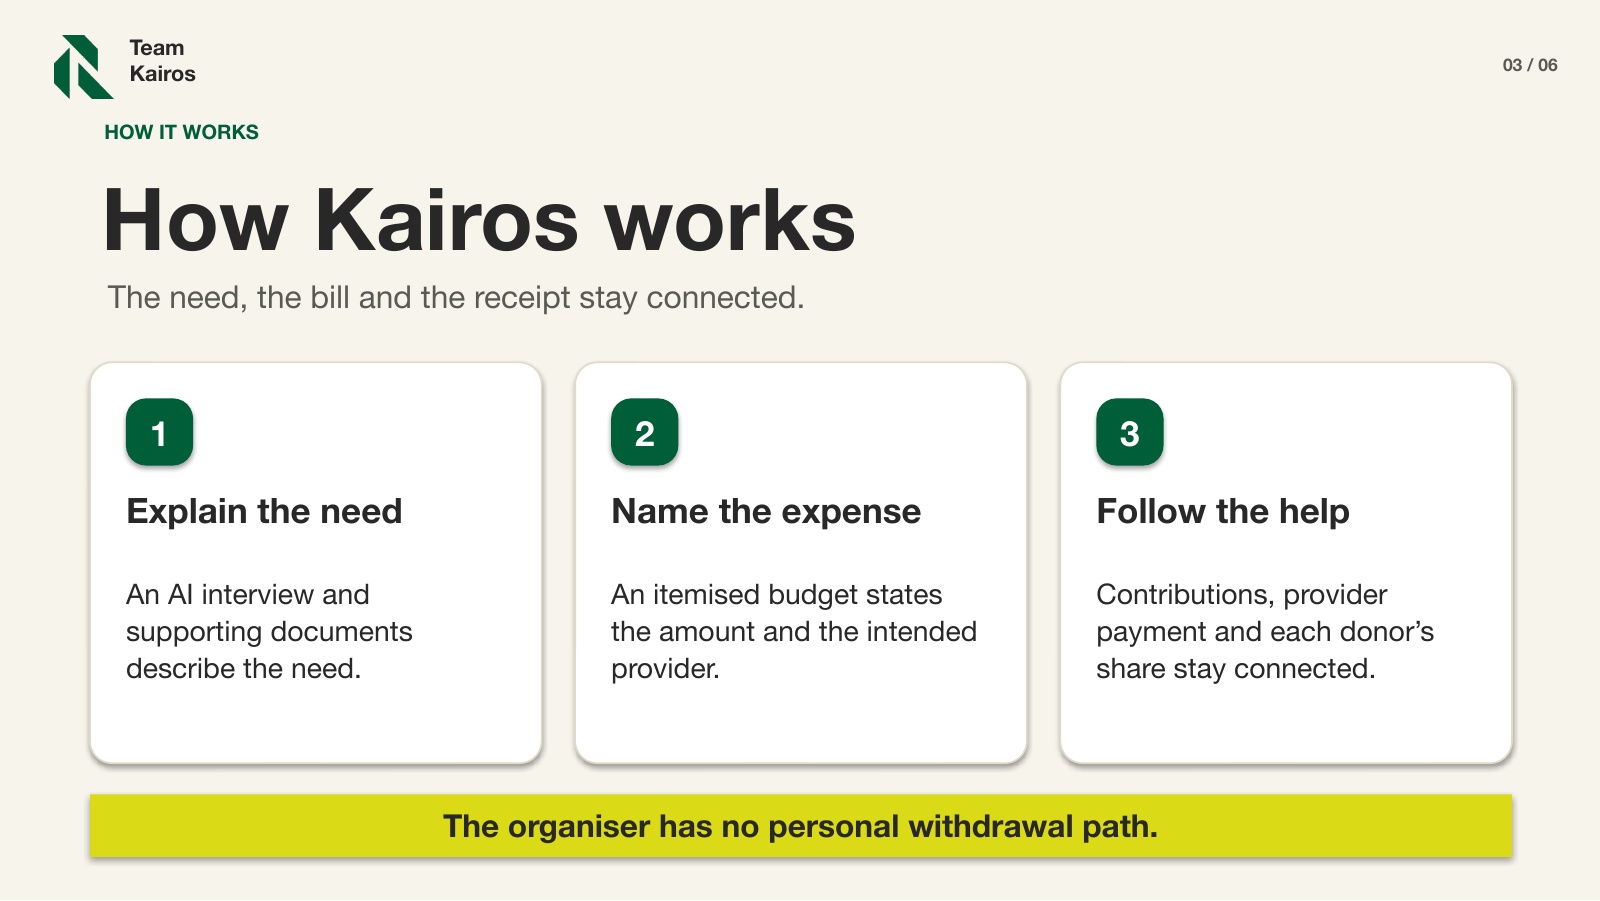 Team
Kairos
03 / 06
HOW IT WORKS
How Kairos works
The need, the bill and the receipt stay connected.
1
Explain the need
An AI interview and
supporting documents
describe the need.
2
Name the expense
An itemised budget states
the amount and the intended
provider.
3
Follow the help
Contributions, provider
payment and each donor’s
share stay connected.
The organiser has no personal withdrawal path.